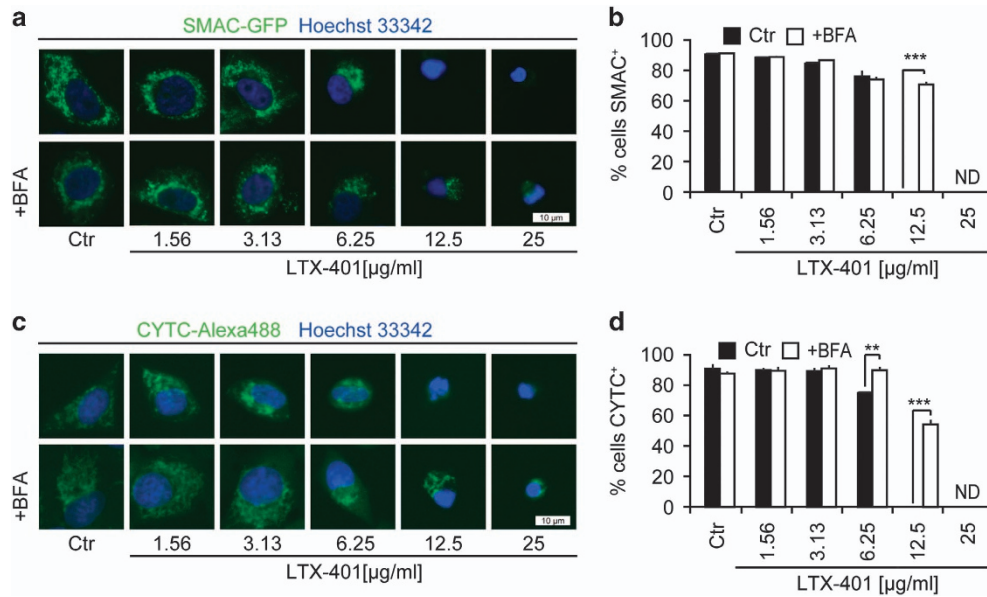 a
SMAC-GFP Hoechst 33342
+BFA
10 µm
Ctr 1.56 3.13 6.25 12.5 25
LTX-401[µg/ml]
b
Ctr +BFA
% cells SMAC⁺
100
80
60
40
20
0
***
ND
Ctr 1.56 3.13 6.25 12.5 25
LTX-401 [µg/ml]
c
CYTC-Alexa488 Hoechst 33342
+BFA
10 µm
Ctr 1.56 3.13 6.25 12.5 25
LTX-401[µg/ml]
d
Ctr +BFA
% cells CYTC⁺
100
80
60
40
20
0
**
***
ND
Ctr 1.56 3.13 6.25 12.5 25
LTX-401 [µg/ml]